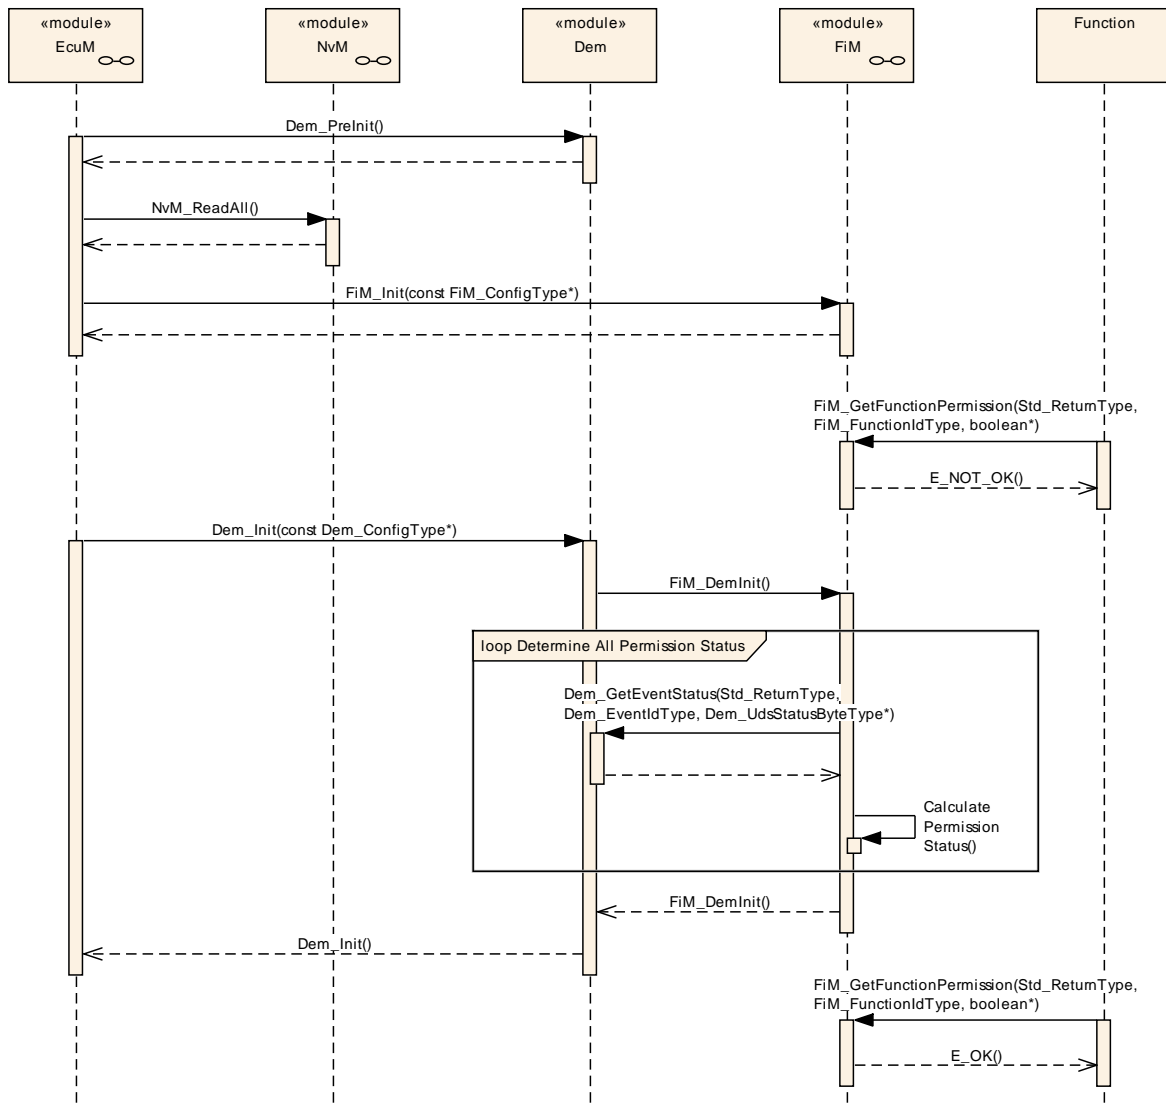 «module»
EcuM
«module»
NvM
«module»
Dem
«module»
FiM
Function
Dem_PreInit()
NvM_ReadAll()
FiM_Init(const FiM_ConfigType*)
FiM_GetFunctionPermission(Std_ReturnType,
FiM_FunctionIdType, boolean*)
E_NOT_OK()
Dem_Init(const Dem_ConfigType*)
FiM_DemInit()
loop Determine All Permission Status
Dem_GetEventStatus(Std_ReturnType,
Dem_EventIdType, Dem_UdsStatusByteType*)
Calculate
Permission
Status()
FiM_DemInit()
Dem_Init()
FiM_GetFunctionPermission(Std_ReturnType,
FiM_FunctionIdType, boolean*)
E_OK()